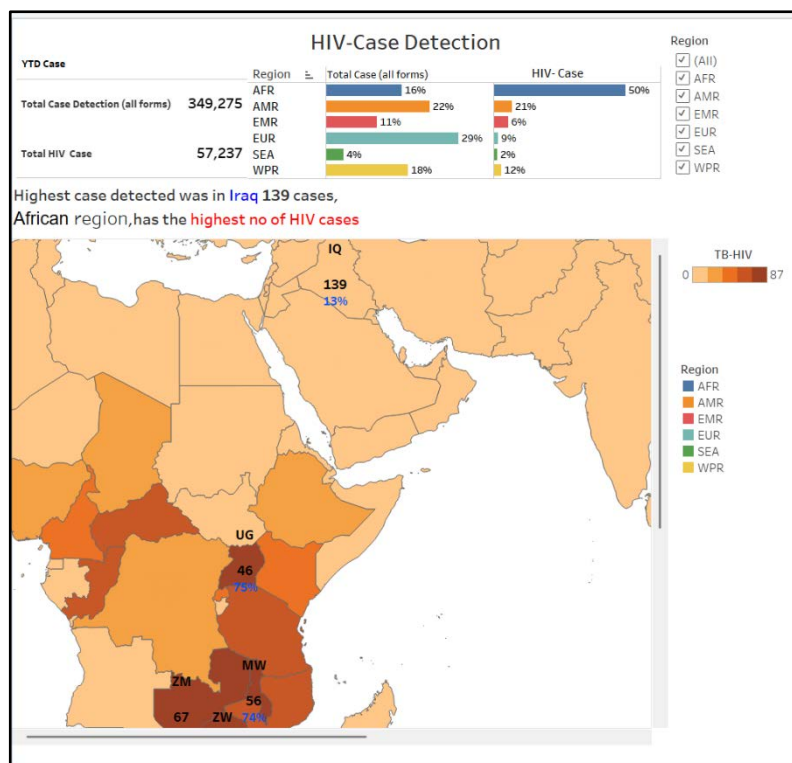 HIV-Case Detection
YTD Case
Total Case Detection (all forms) 349,275
Total HIV Case 57,237
Region Total Case (all forms) HIV- Case
AFR 16% 50%
AMR 22% 21%
EMR 11% 6%
EUR 29% 9%
SEA 4% 2%
WPR 18% 12%
Region
(All)
AFR
AMR
EMR
EUR
SEA
WPR
Highest case detected was in Iraq 139 cases,
African region,has the highest no of HIV cases
IQ
139
13%
UG
46
75%
MW
56
74%
ZM
67
ZW
TB-HIV
0 87
Region
AFR
AMR
EMR
EUR
SEA
WPR